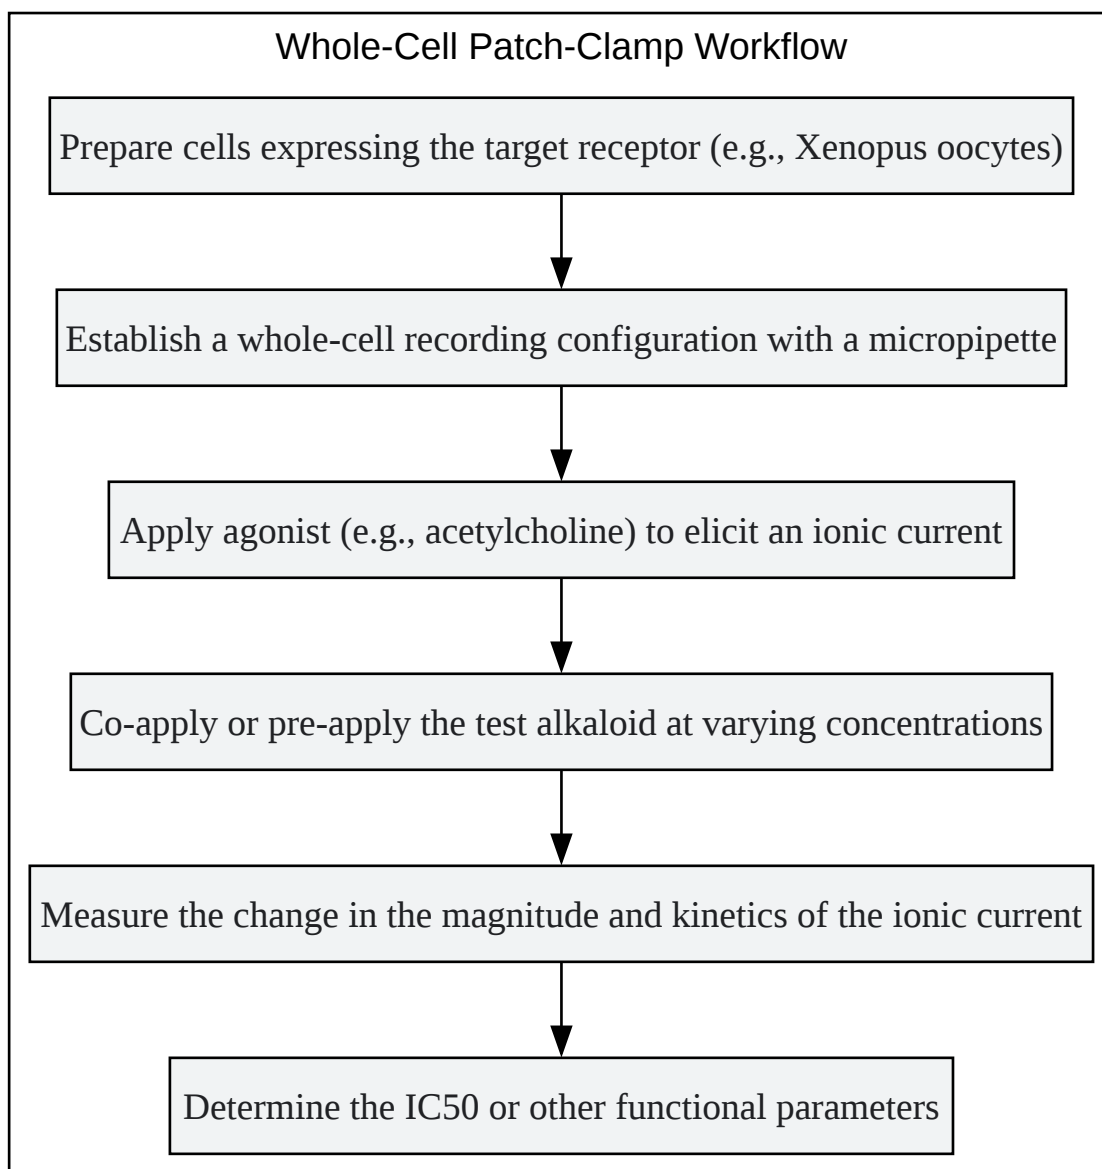 Whole-Cell Patch-Clamp Workflow
Prepare cells expressing the target receptor (e.g., Xenopus oocytes)
Establish a whole-cell recording configuration with a micropipette
Apply agonist (e.g., acetylcholine) to elicit an ionic current
Co-apply or pre-apply the test alkaloid at varying concentrations
Measure the change in the magnitude and kinetics of the ionic current
Determine the IC50 or other functional parameters